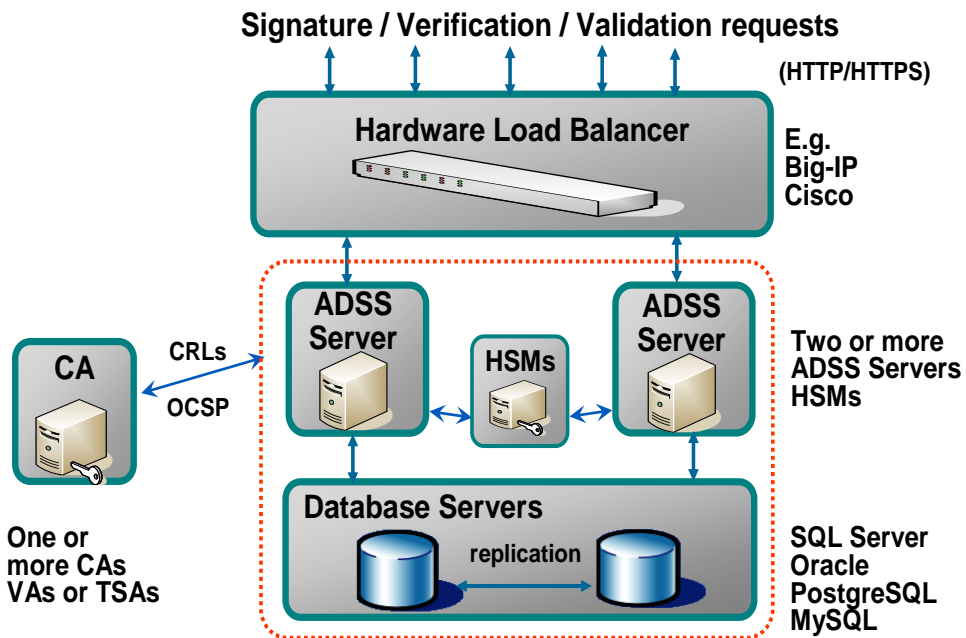 Signature / Verification / Validation requests
(HTTP/HTTPS)
Hardware Load Balancer
E.g.
Big-IP
Cisco
ADSS
Server
ADSS
Server
HSMs
Two or more
ADSS Servers
HSMs
CA
CRLs
OCSP
One or
more CAs
VAs or TSAs
Database Servers
replication
SQL Server
Oracle
PostgreSQL
MySQL